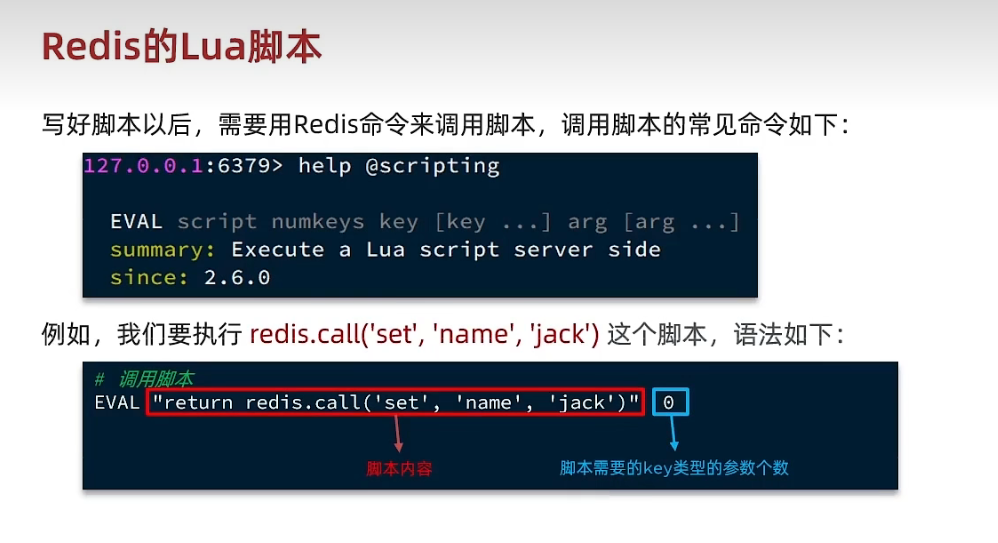 Redis的Lua脚本
写好脚本以后，需要用Redis命令来调用脚本，调用脚本的常见命令如下：
127.0.0.1:6379> help @scripting
EVAL script numkeys key [key ...] arg [arg ...]
summary: Execute a Lua script server side
since: 2.6.0
例如，我们要执行 redis.call('set', 'name', 'jack') 这个脚本，语法如下：
# 调用脚本
EVAL "return redis.call('set', 'name', 'jack')" 0
脚本内容 脚本需要的key类型的参数个数